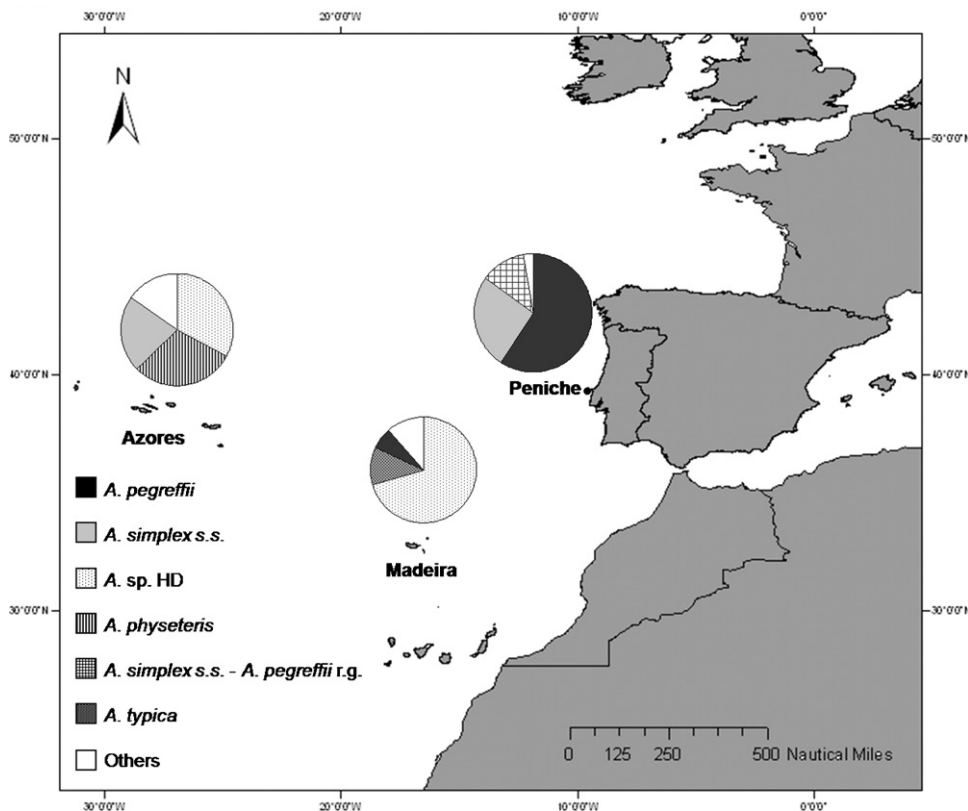 30°0'0"W 20°0'0"W 10°0'0"W 0°0'0"
N
50°0'0"N 50°0'0"N
40°0'0"N 40°0'0"N
Peniche
Azores
A. pegreffii
A. simplex s.s.
A. sp. HD
Madeira
A. physeteris
30°0'0"N
A. simplex s.s. - A. pegreffii r.g.
A. typica
Others
0 125 250 500 Nautical Miles
30°0'0"W 20°0'0"W 10°0'0"W 0°0'0"